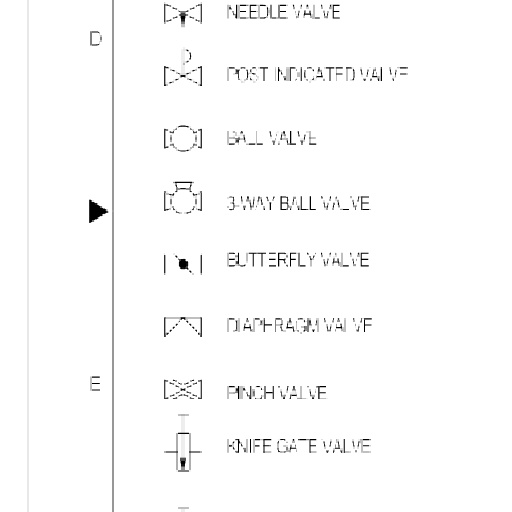 NEEDLE VALVE
D
P
POST INDICATED VALVE
BALL VALVE
3-WAY BALL VALVE
BUTTERFLY VALVE
DIAPHRAGM VALVE
E
PINCH VALVE
KNIFE GATE VALVE